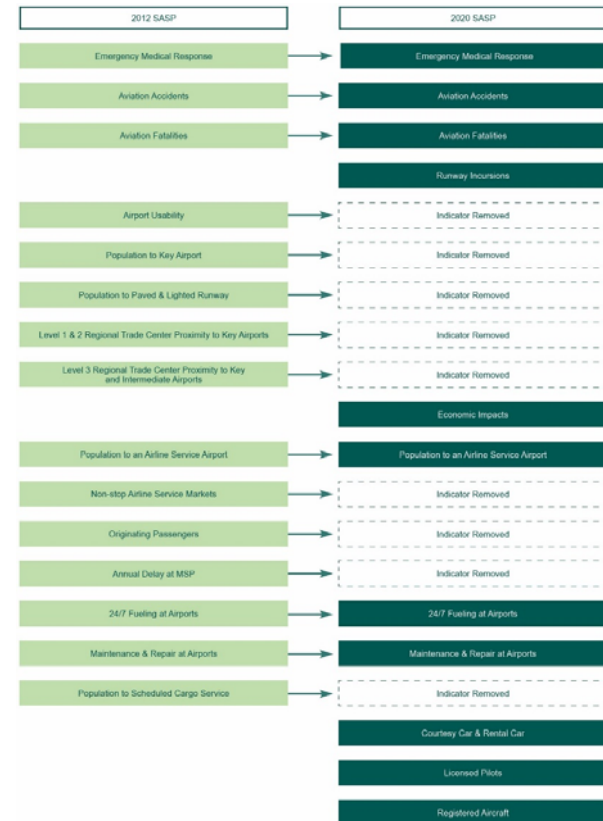 2012 SASP
2020 SASP
Emergency Medical Response
Emergency Medical Response
Aviation Accidents
Aviation Accidents
Aviation Fatalities
Aviation Fatalities
Runway Incursions
Airport Usability
Indicator Removed
Population to Key Airport
Indicator Removed
Population to Paved & Lighted Runway
Indicator Removed
Level 1 & 2 Regional Trade Center Proximity to Key Airports
Indicator Removed
Level 3 Regional Trade Center Proximity to Key
and Intermediate Airports
Indicator Removed
Economic Impacts
Population to an Airline Service Airport
Population to an Airline Service Airport
Non-stop Airline Service Markets
Indicator Removed
Originating Passengers
Indicator Removed
Annual Delay at MSP
Indicator Removed
24/7 Fueling at Airports
24/7 Fueling at Airports
Maintenance & Repair at Airports
Maintenance & Repair at Airports
Population to Scheduled Cargo Service
Indicator Removed
Courtesy Car & Rental Car
Licensed Pilots
Registered Aircraft